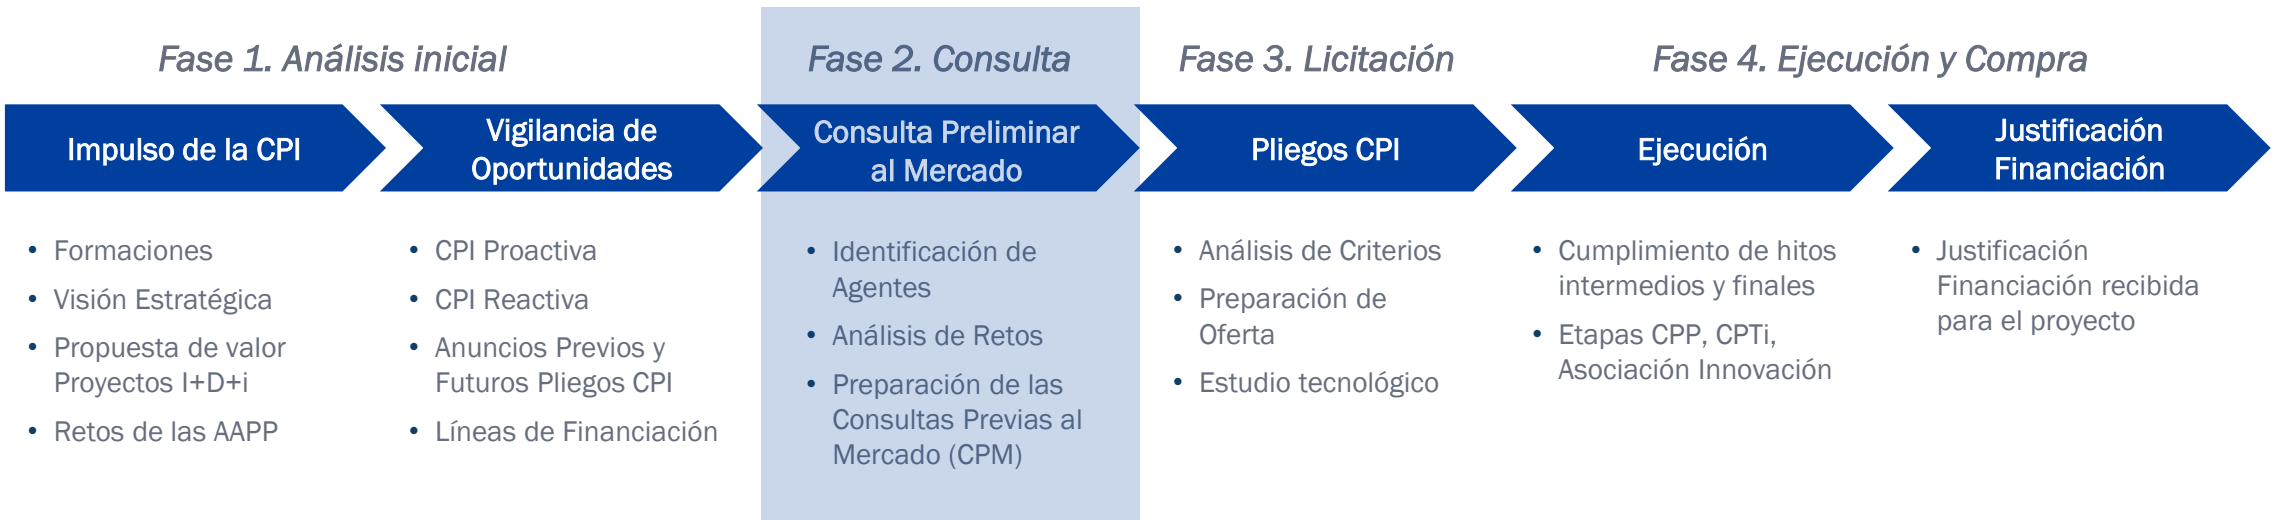 Fase 1. Análisis inicial
Fase 2. Consulta
Fase 3. Licitación
Fase 4. Ejecución y Compra
Impulso de la CPI
Vigilancia de
Oportunidades
Consulta Preliminar
al Mercado
Pliegos CPI
Ejecución
Justificación
Financiación
• Formaciones
• Visión Estratégica
• Propuesta de valor
Proyectos I+D+i
• Retos de las AAPP
• CPI Proactiva
• CPI Reactiva
• Anuncios Previos y
Futuros Pliegos CPI
• Líneas de Financiación
• Identificación de
Agentes
• Análisis de Retos
• Preparación de las
Consultas Previas al
Mercado (CPM)
• Análisis de Criterios
• Preparación de
Oferta
• Estudio tecnológico
• Cumplimiento de hitos
intermedios y finales
• Etapas CPP, CPTi,
Asociación Innovación
• Justificación
Financiación recibida
para el proyecto